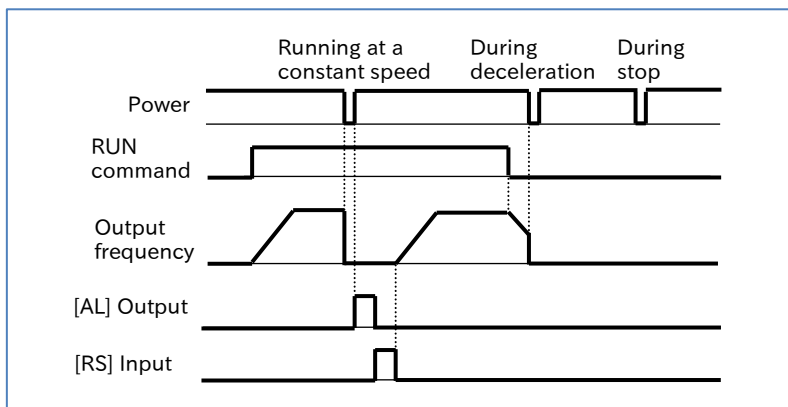 Running at a
constant speed
During
deceleration
During
stop
Power
RUN
command
Output
frequency
[AL] Output
[RS] Input